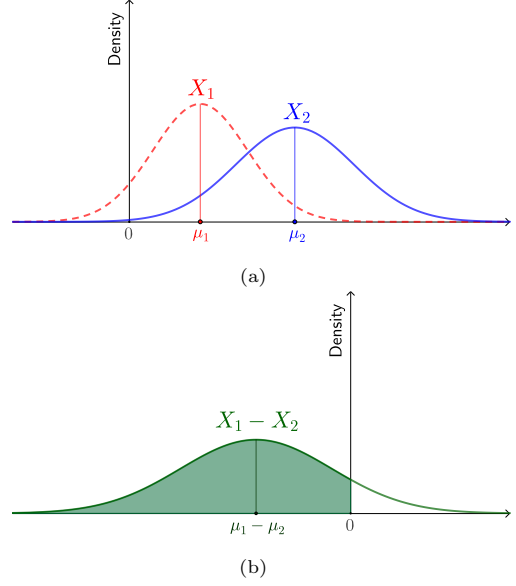 Density
X₁
X₂
0
μ₁
μ₂
(a)
Density
X₁ − X₂
μ₁ − μ₂
0
(b)